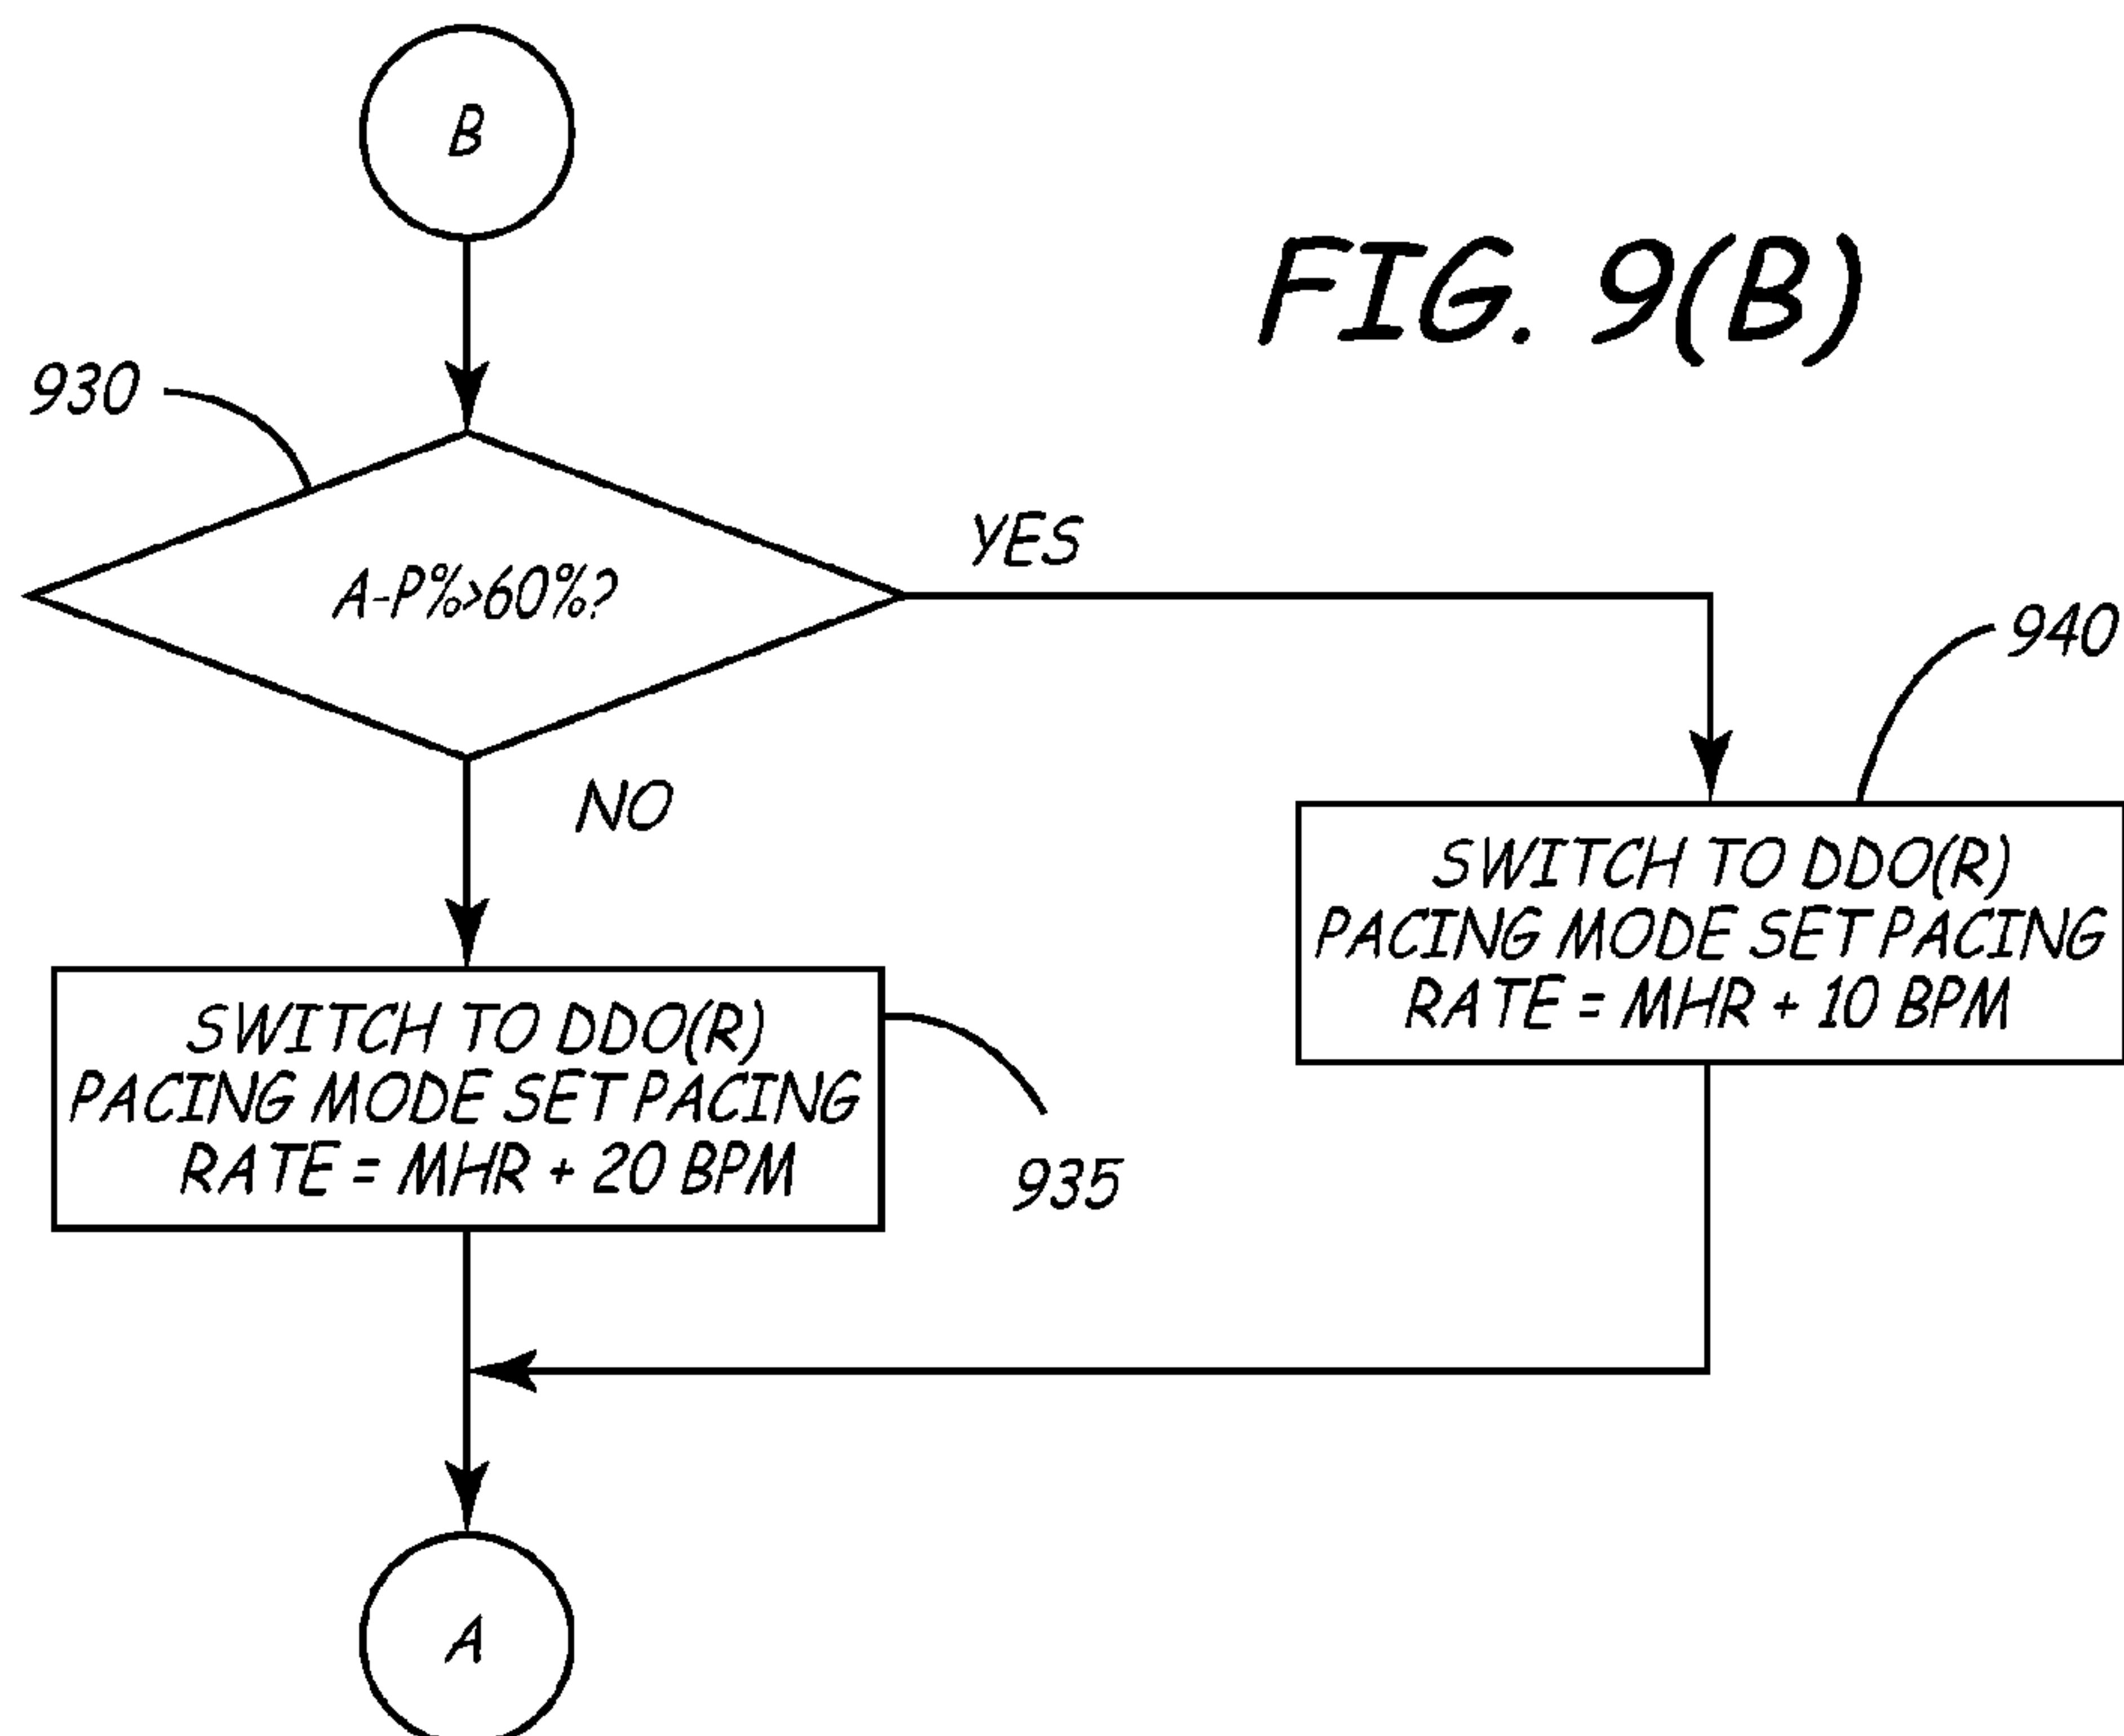 B
FIG. 9(B)
930
A-P%>60%?
YES
940
NO
SWITCH TO DDO(R)
PACING MODE SET PACING
RATE = MHR + 10 BPM
SWITCH TO DDO(R)
PACING MODE SET PACING
RATE = MHR + 20 BPM
935
A